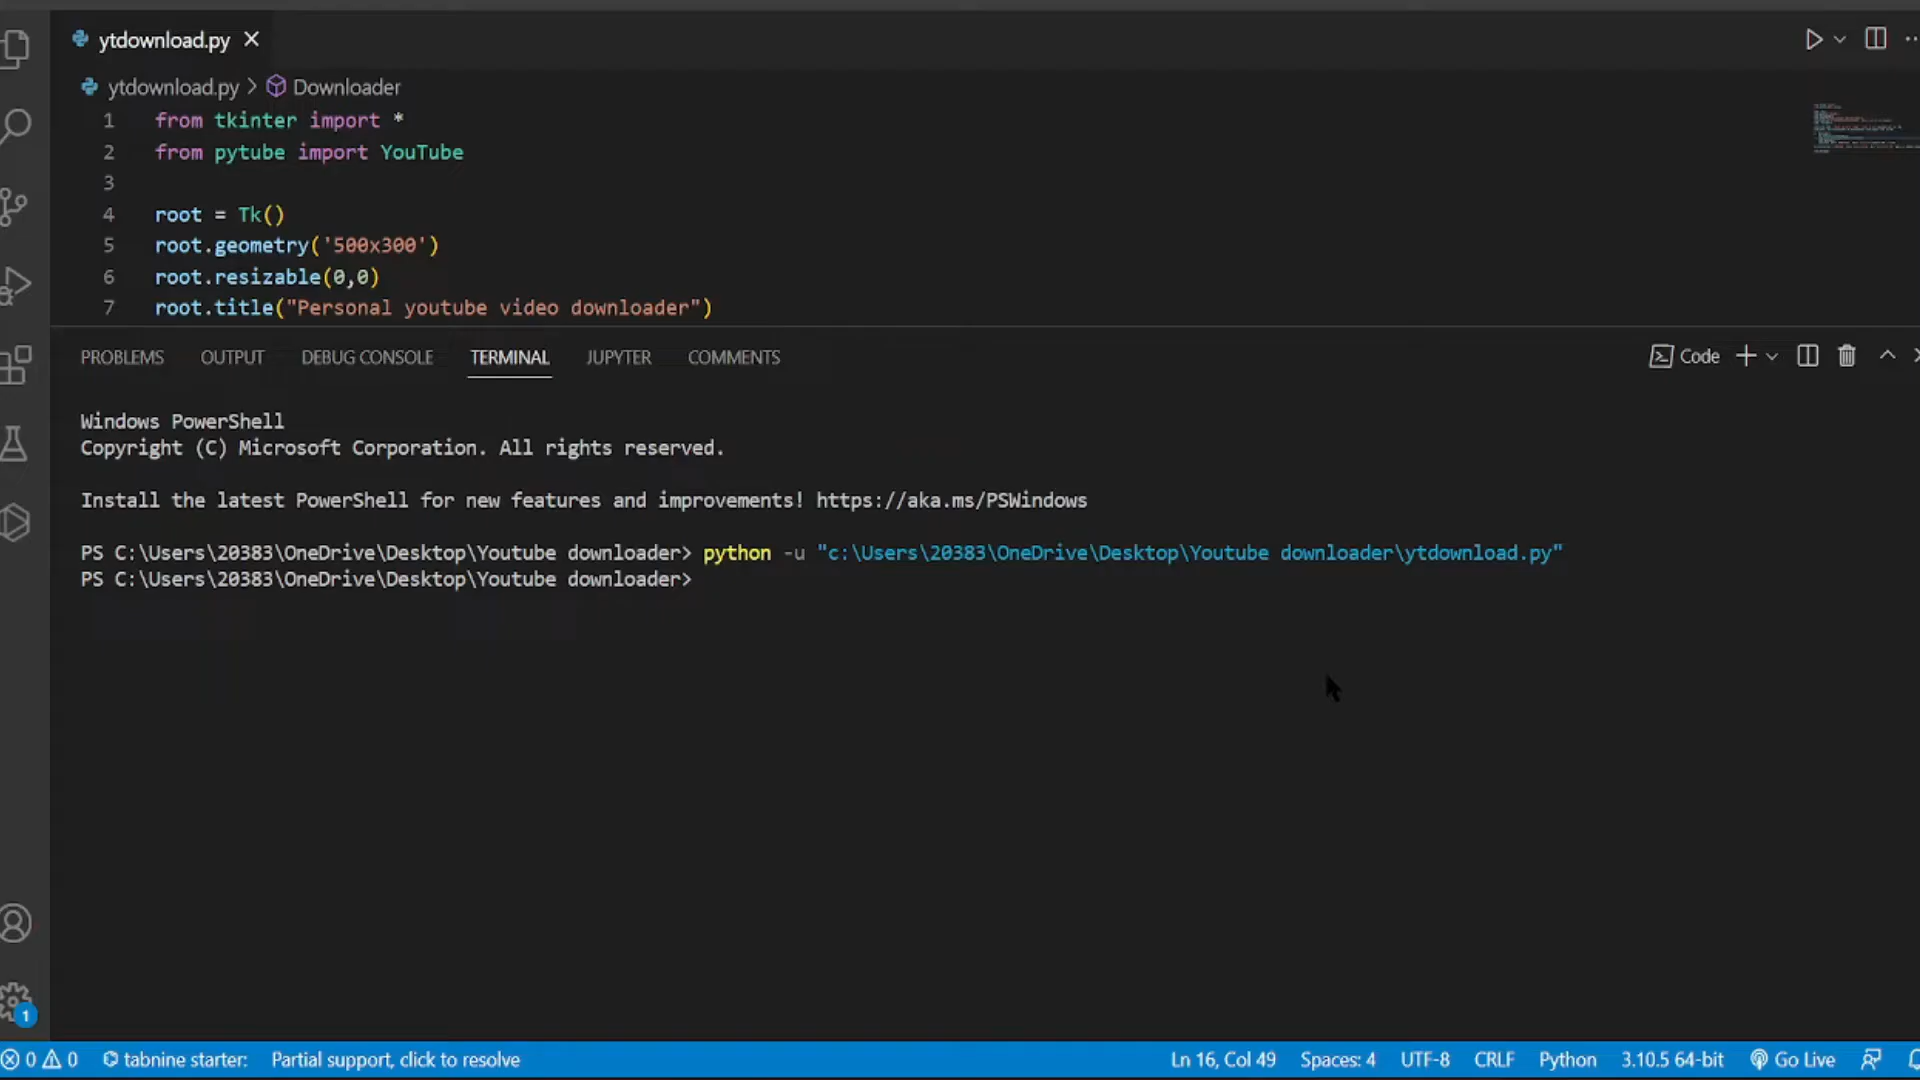 ytdownload.py
ytdownload.py > Downloader
1 from tkinter import *
2 from pytube import YouTube
3
4 root = Tk()
5 root.geometry('500x300')
6 root.resizable(0,0)
7 root.title("Personal youtube video downloader")
PROBLEMS OUTPUT DEBUG CONSOLE TERMINAL JUPYTER COMMENTS Code
Windows PowerShell
Copyright (C) Microsoft Corporation. All rights reserved.
Install the latest PowerShell for new features and improvements! https://aka.ms/PSWindows
PS C:\Users\20383\OneDrive\Desktop\Youtube downloader> python -u "c:\Users\20383\OneDrive\Desktop\Youtube downloader\ytdownload.py"
PS C:\Users\20383\OneDrive\Desktop\Youtube downloader>
1
0 0 tabnine starter: Partial support, click to resolve Ln 16, Col 49 Spaces: 4 UTF-8 CRLF Python 3.10.5 64-bit Go Live